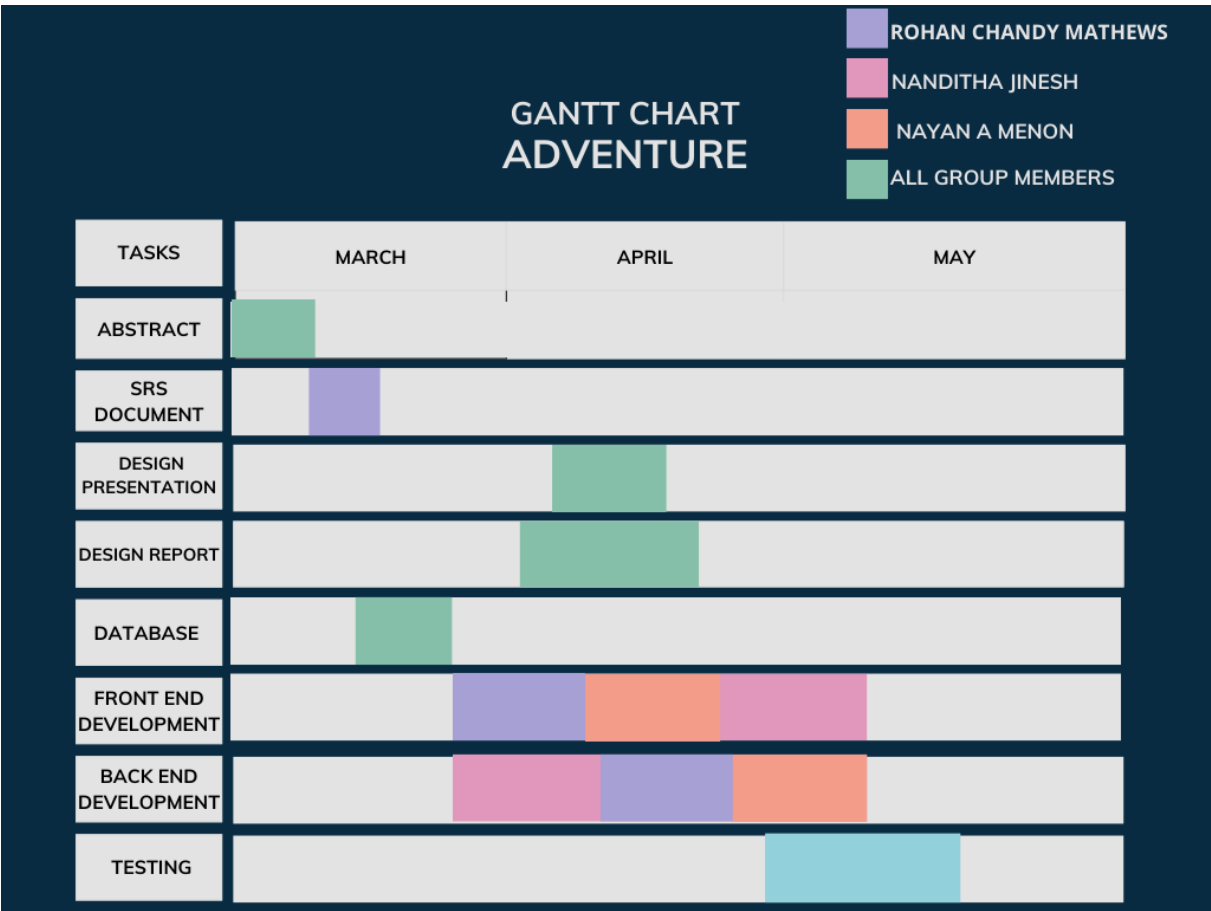 ROHAN CHANDY MATHEWS
NANDITHA JINESH
NAYAN A MENON
ALL GROUP MEMBERS
GANTT CHART
ADVENTURE
TASKS
MARCH
APRIL
MAY
ABSTRACT
SRS
DOCUMENT
DESIGN
PRESENTATION
DESIGN REPORT
DATABASE
FRONT END
DEVELOPMENT
BACK END
DEVELOPMENT
TESTING